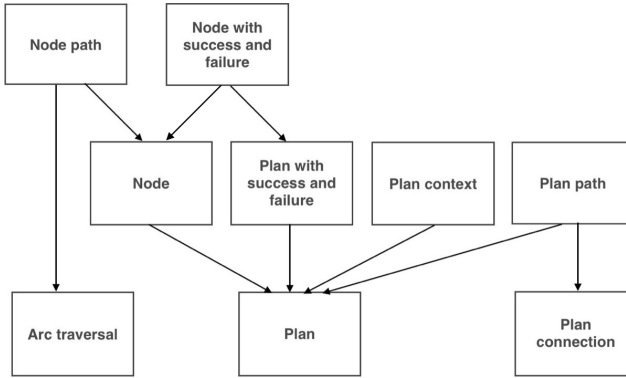 Node path
Node with
success and
failure
Node
Plan with
success and
failure
Plan context
Plan path
Arc traversal
Plan
Plan
connection